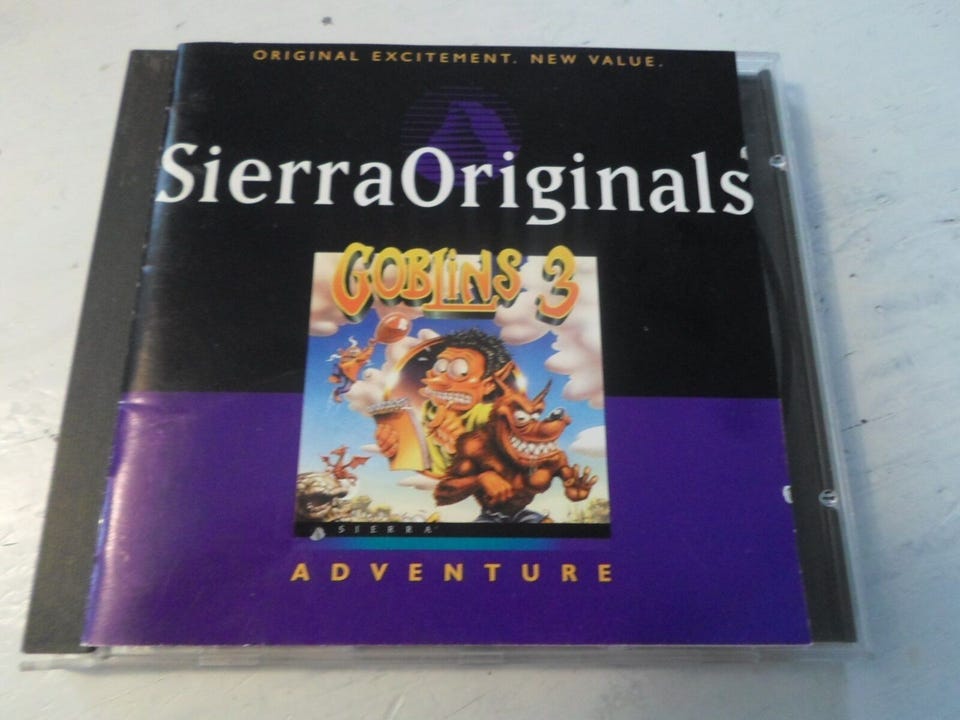 ORIGINAL EXCITEMENT. NEW VALUE.
SierraOriginals
GOBLiNS 3
SIERRA
ADVENTURE